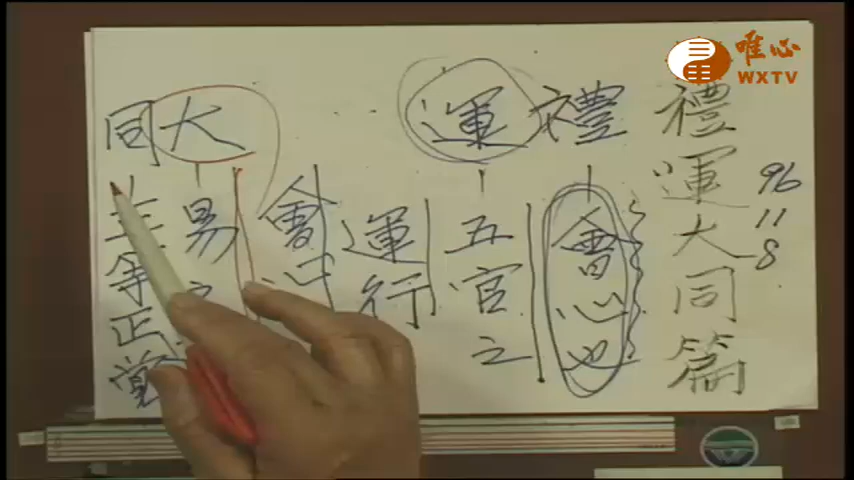 唯心
WXTV
96
11
8
禮運大同篇
禮
會心也
運
五官之
運行
會心
大
易
同
等正覺